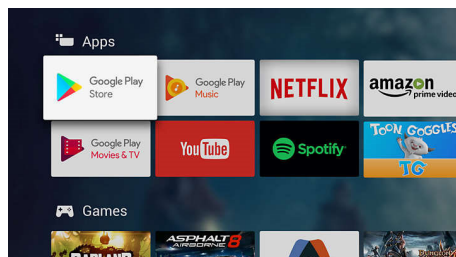 Apps
Google Play
Store
Google Play
Music
NETFLIX
amazon
prime video
Google Play
Movies & TV
YouTube
Spotify
TOON GOGGLES
TG
Games
BADLAND
ASPHALT 8
AIRBORNE